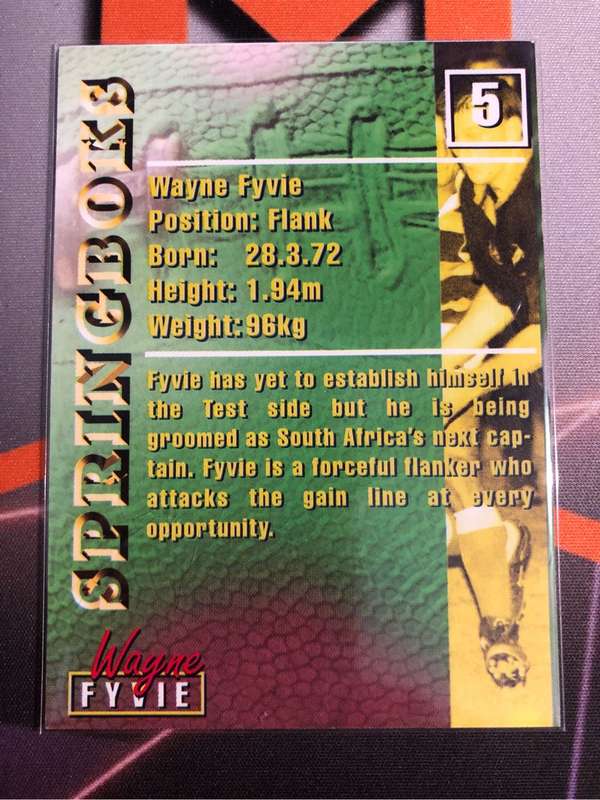 5
SPRINGBOKS
Wayne Fyvie
Position: Flank
Born: 28.3.72
Height: 1.94m
Weight: 96kg
Fyvie has yet to establish himself in
the Test side but he is being
groomed as South Africa's next cap-
tain. Fyvie is a forceful flanker who
attacks the gain line at every
opportunity.
Wayne
FYVIE